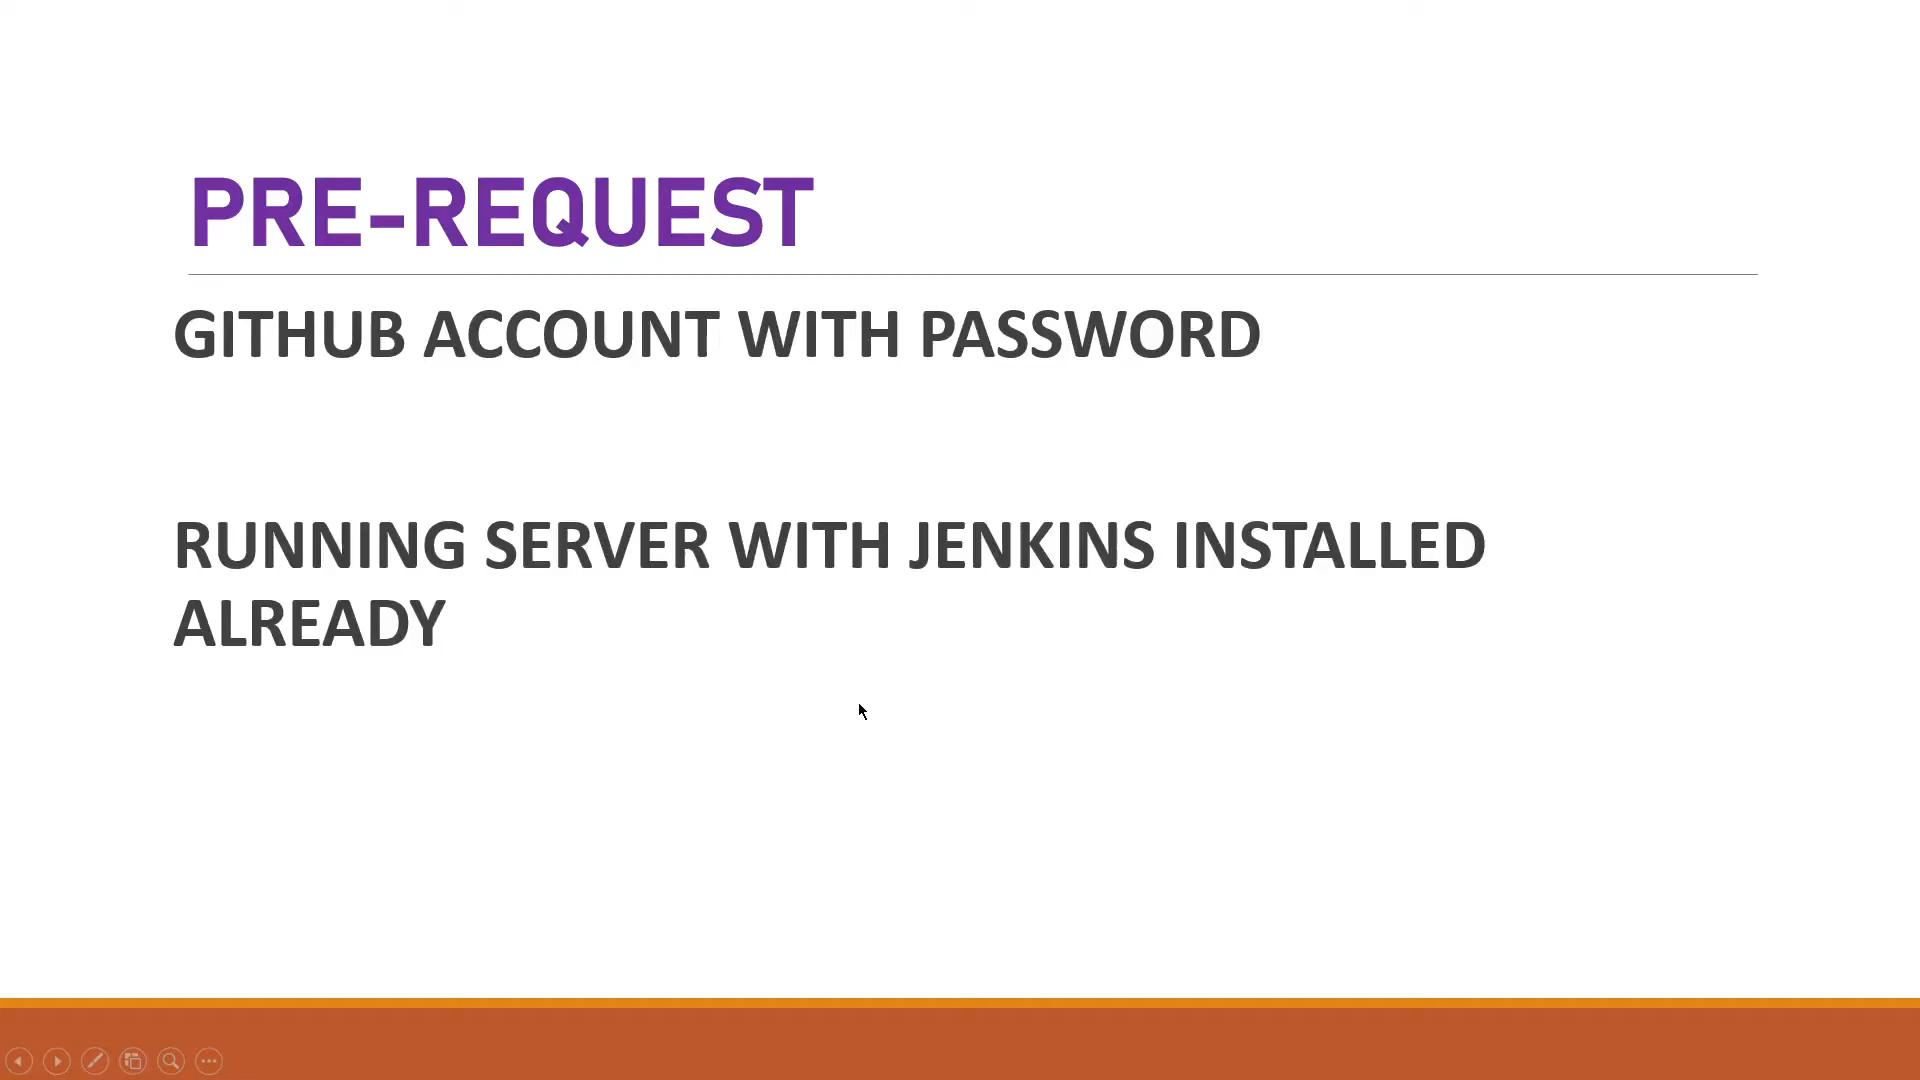 PRE-REQUEST
GITHUB ACCOUNT WITH PASSWORD
RUNNING SERVER WITH JENKINS INSTALLED
ALREADY